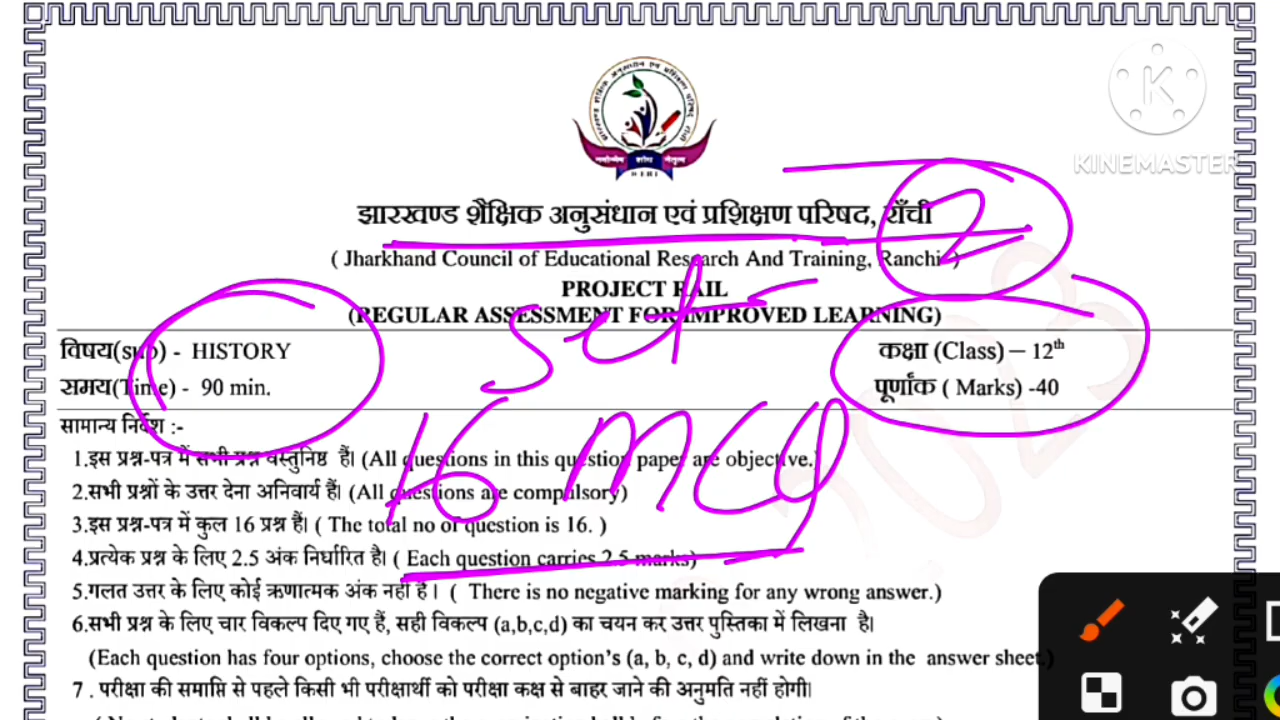 KINEMASTER
झारखण्ड शैक्षिक अनुसंधान एवं प्रशिक्षण परिषद, राँची
( Jharkhand Council of Educational Research And Training, Ranchi )
PROJECT RAIL
(REGULAR ASSESSMENT FOR IMPROVED LEARNING)
2
set-
विषय(sub) - HISTORY
कक्षा (Class) – 12th
समय(Time) - 90 min.
पूर्णांक ( Marks) -40
16 MCQ
सामान्य निर्देश :-
1.इस प्रश्न-पत्र में सभी प्रश्न वस्तुनिष्ठ हैं। (All questions in this question paper are objective.)
2.सभी प्रश्नों के उत्तर देना अनिवार्य हैं। (All questions are compulsory)
3.इस प्रश्न-पत्र में कुल 16 प्रश्न हैं। ( The total no of question is 16. )
4.प्रत्येक प्रश्न के लिए 2.5 अंक निर्धारित है। ( Each question carries 2.5 marks)
5.गलत उत्तर के लिए कोई ऋणात्मक अंक नहीं है । ( There is no negative marking for any wrong answer.)
6.सभी प्रश्न के लिए चार विकल्प दिए गए हैं, सही विकल्प (a,b,c,d) का चयन कर उत्तर पुस्तिका में लिखना है।
(Each question has four options, choose the correct option's (a, b, c, d) and write down in the answer sheet.)
7 . परीक्षा की समाप्ति से पहले किसी भी परीक्षार्थी को परीक्षा कक्ष से बाहर जाने की अनुमति नहीं होगी।